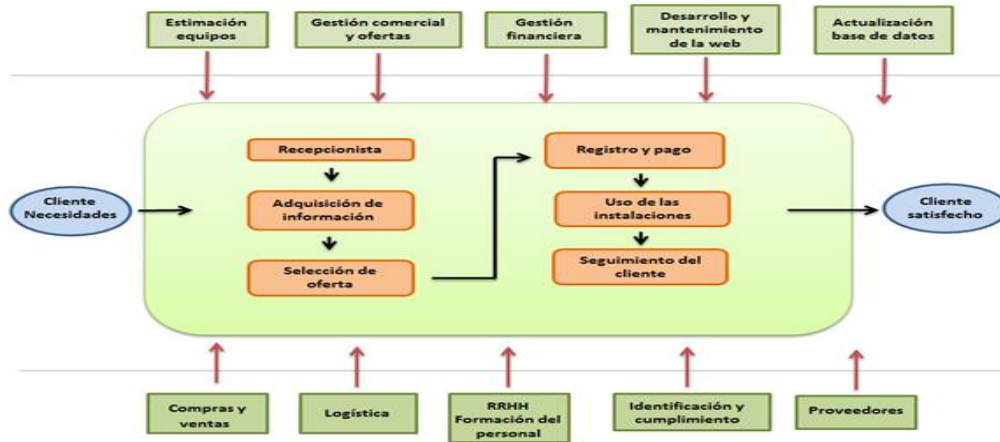 Estimación
equipos
Gestión comercial
y ofertas
Gestión
financiera
Desarrollo y
mantenimiento
de la web
Actualización
base de datos
Cliente
Necesidades
Recepcionista
Adquisición de
información
Selección de
oferta
Registro y pago
Uso de las
instalaciones
Seguimiento del
cliente
Cliente
satisfecho
Compras y
ventas
Logística
RRHH
Formación del
personal
Identificación y
cumplimiento
Proveedores